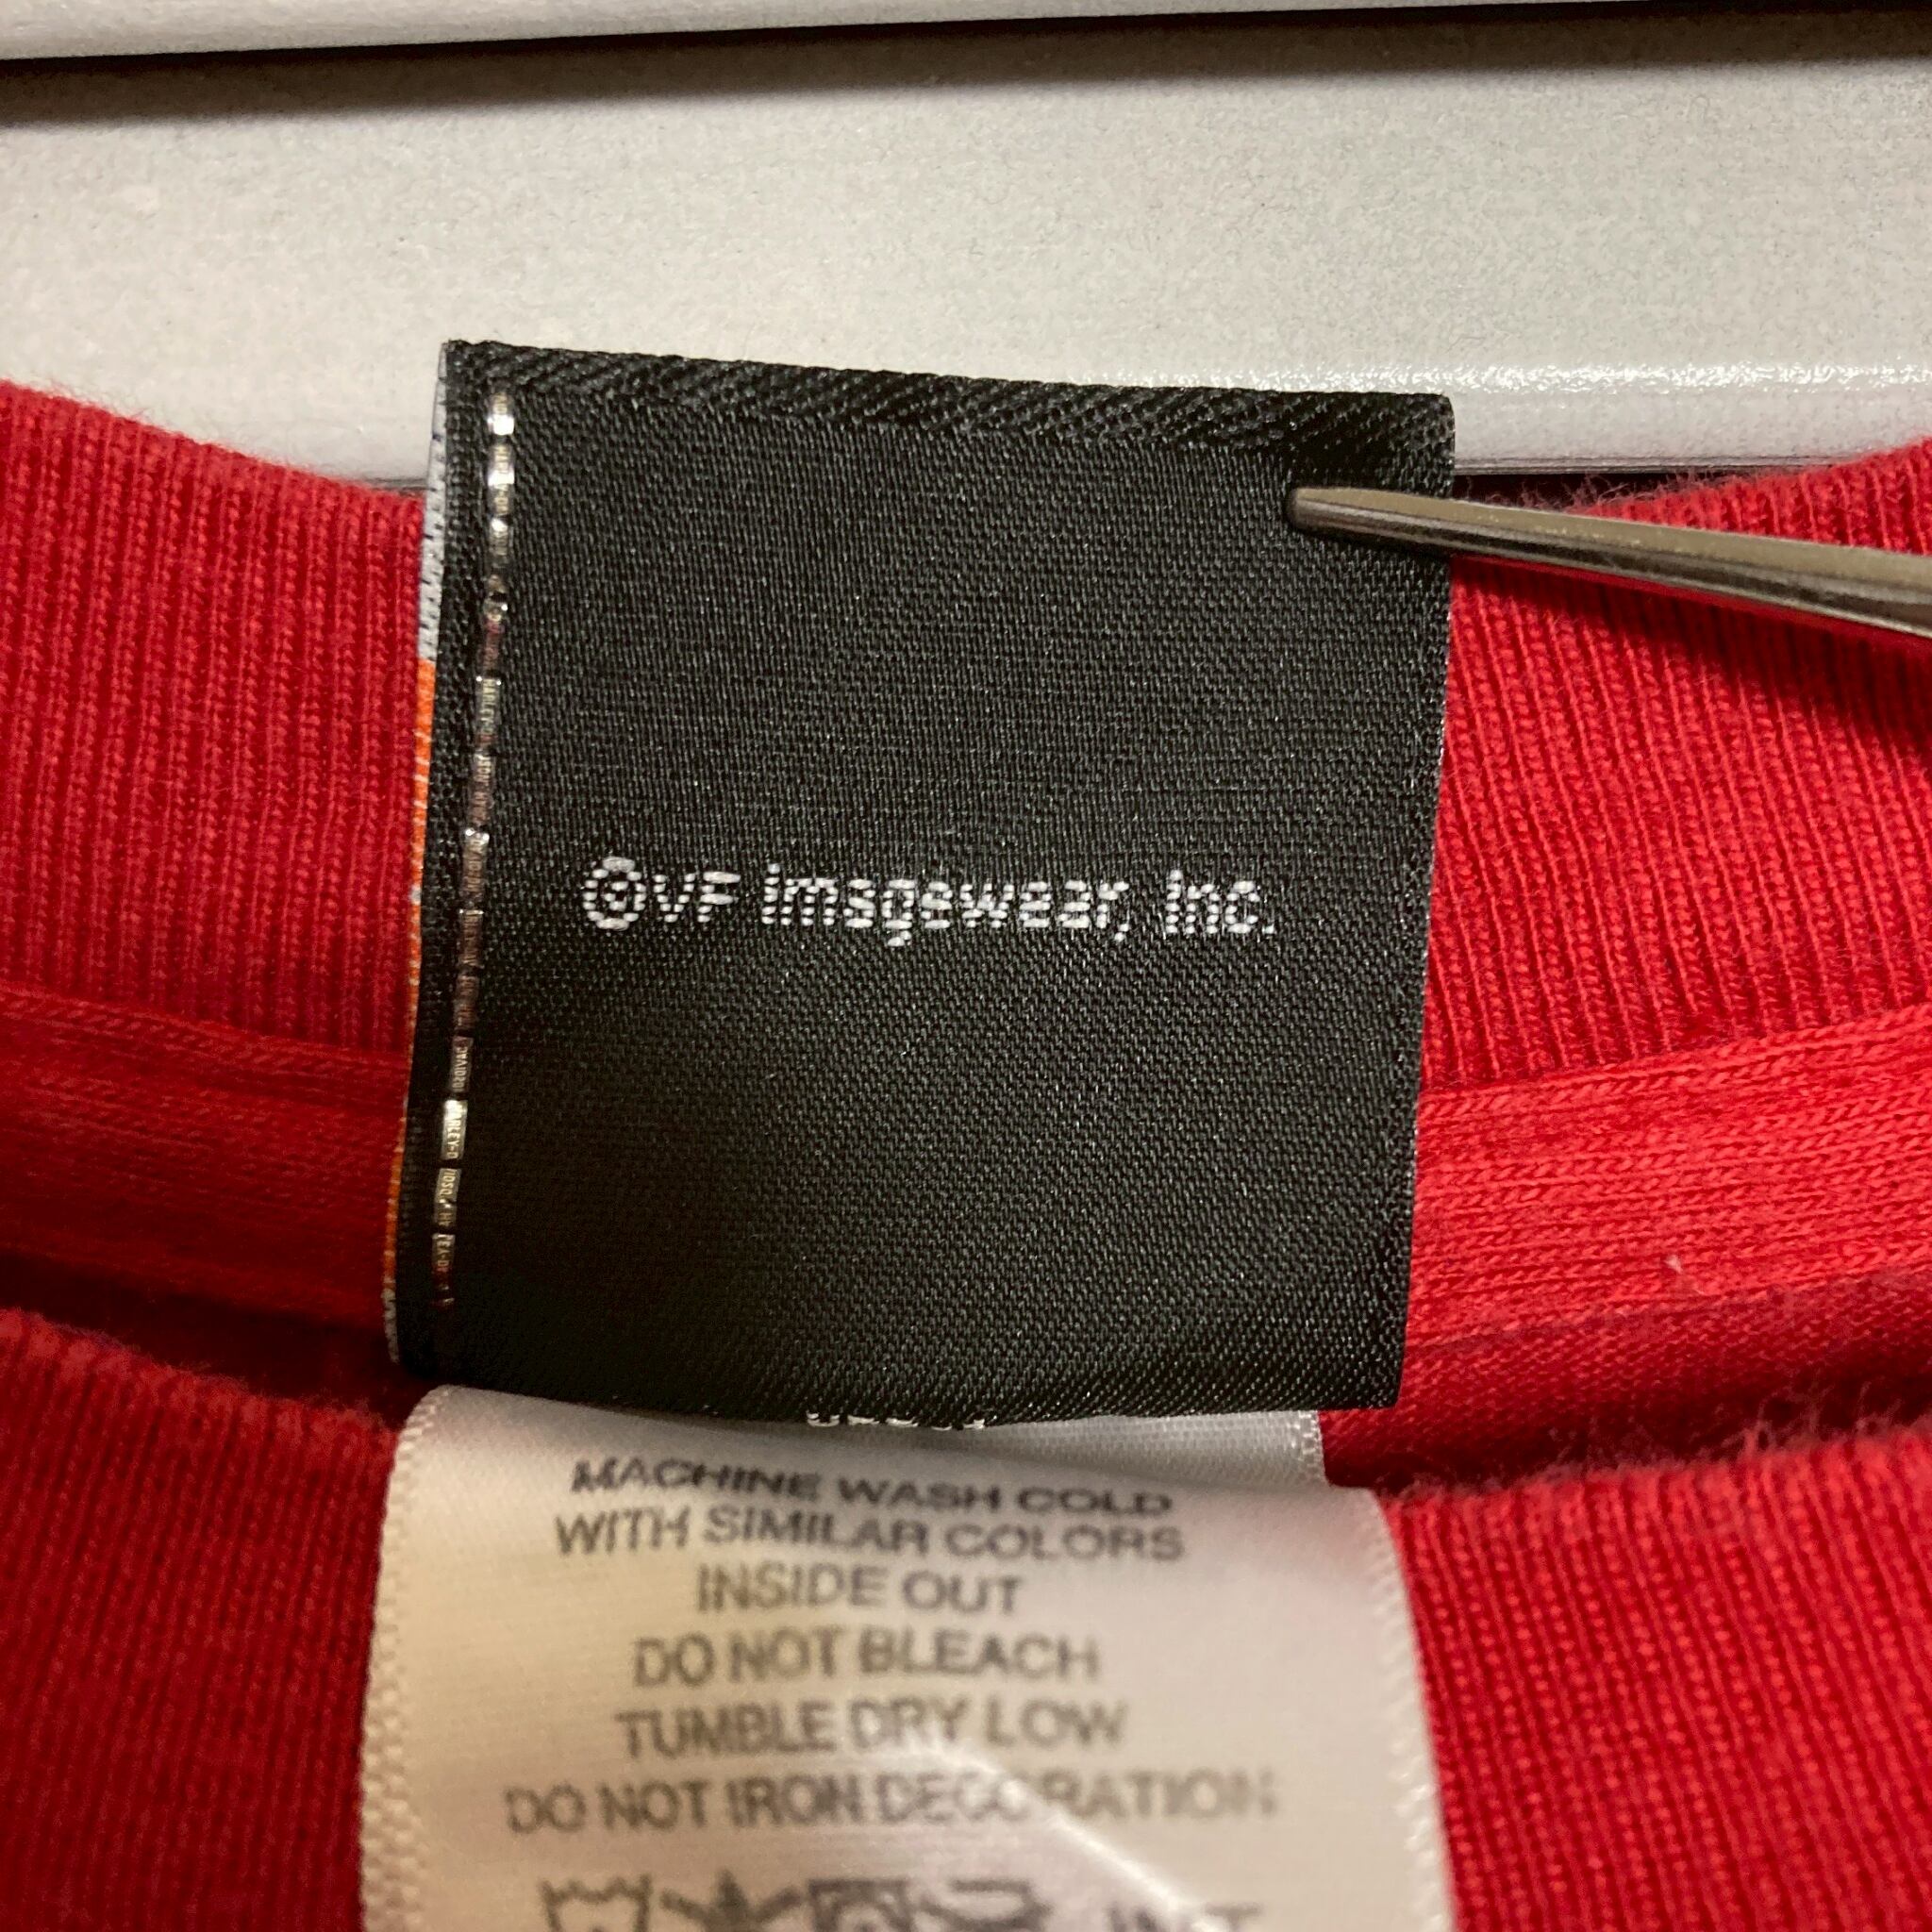 ©VF Imagewear, Inc.
MACHINE WASH COLD
WITH SIMILAR COLORS
INSIDE OUT
DO NOT BLEACH
TUMBLE DRY LOW
DO NOT IRON DECORATION